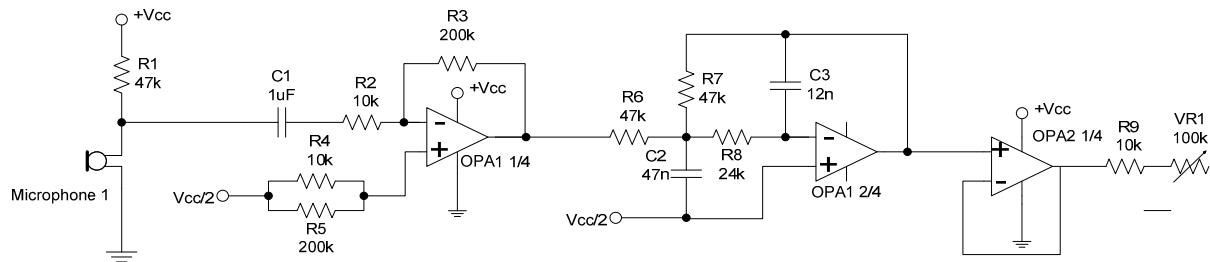 +Vcc
R1
47k
Microphone 1
C1
1uF
R2
10k
R3
200k
+Vcc
-
+
OPA1 1/4
R4
10k
Vcc/2
R5
200k
R6
47k
R7
47k
C3
12n
C2
47n
R8
24k
-
+
OPA1 2/4
Vcc/2
+Vcc
+
-
OPA2 1/4
R9
10k
VR1
100k